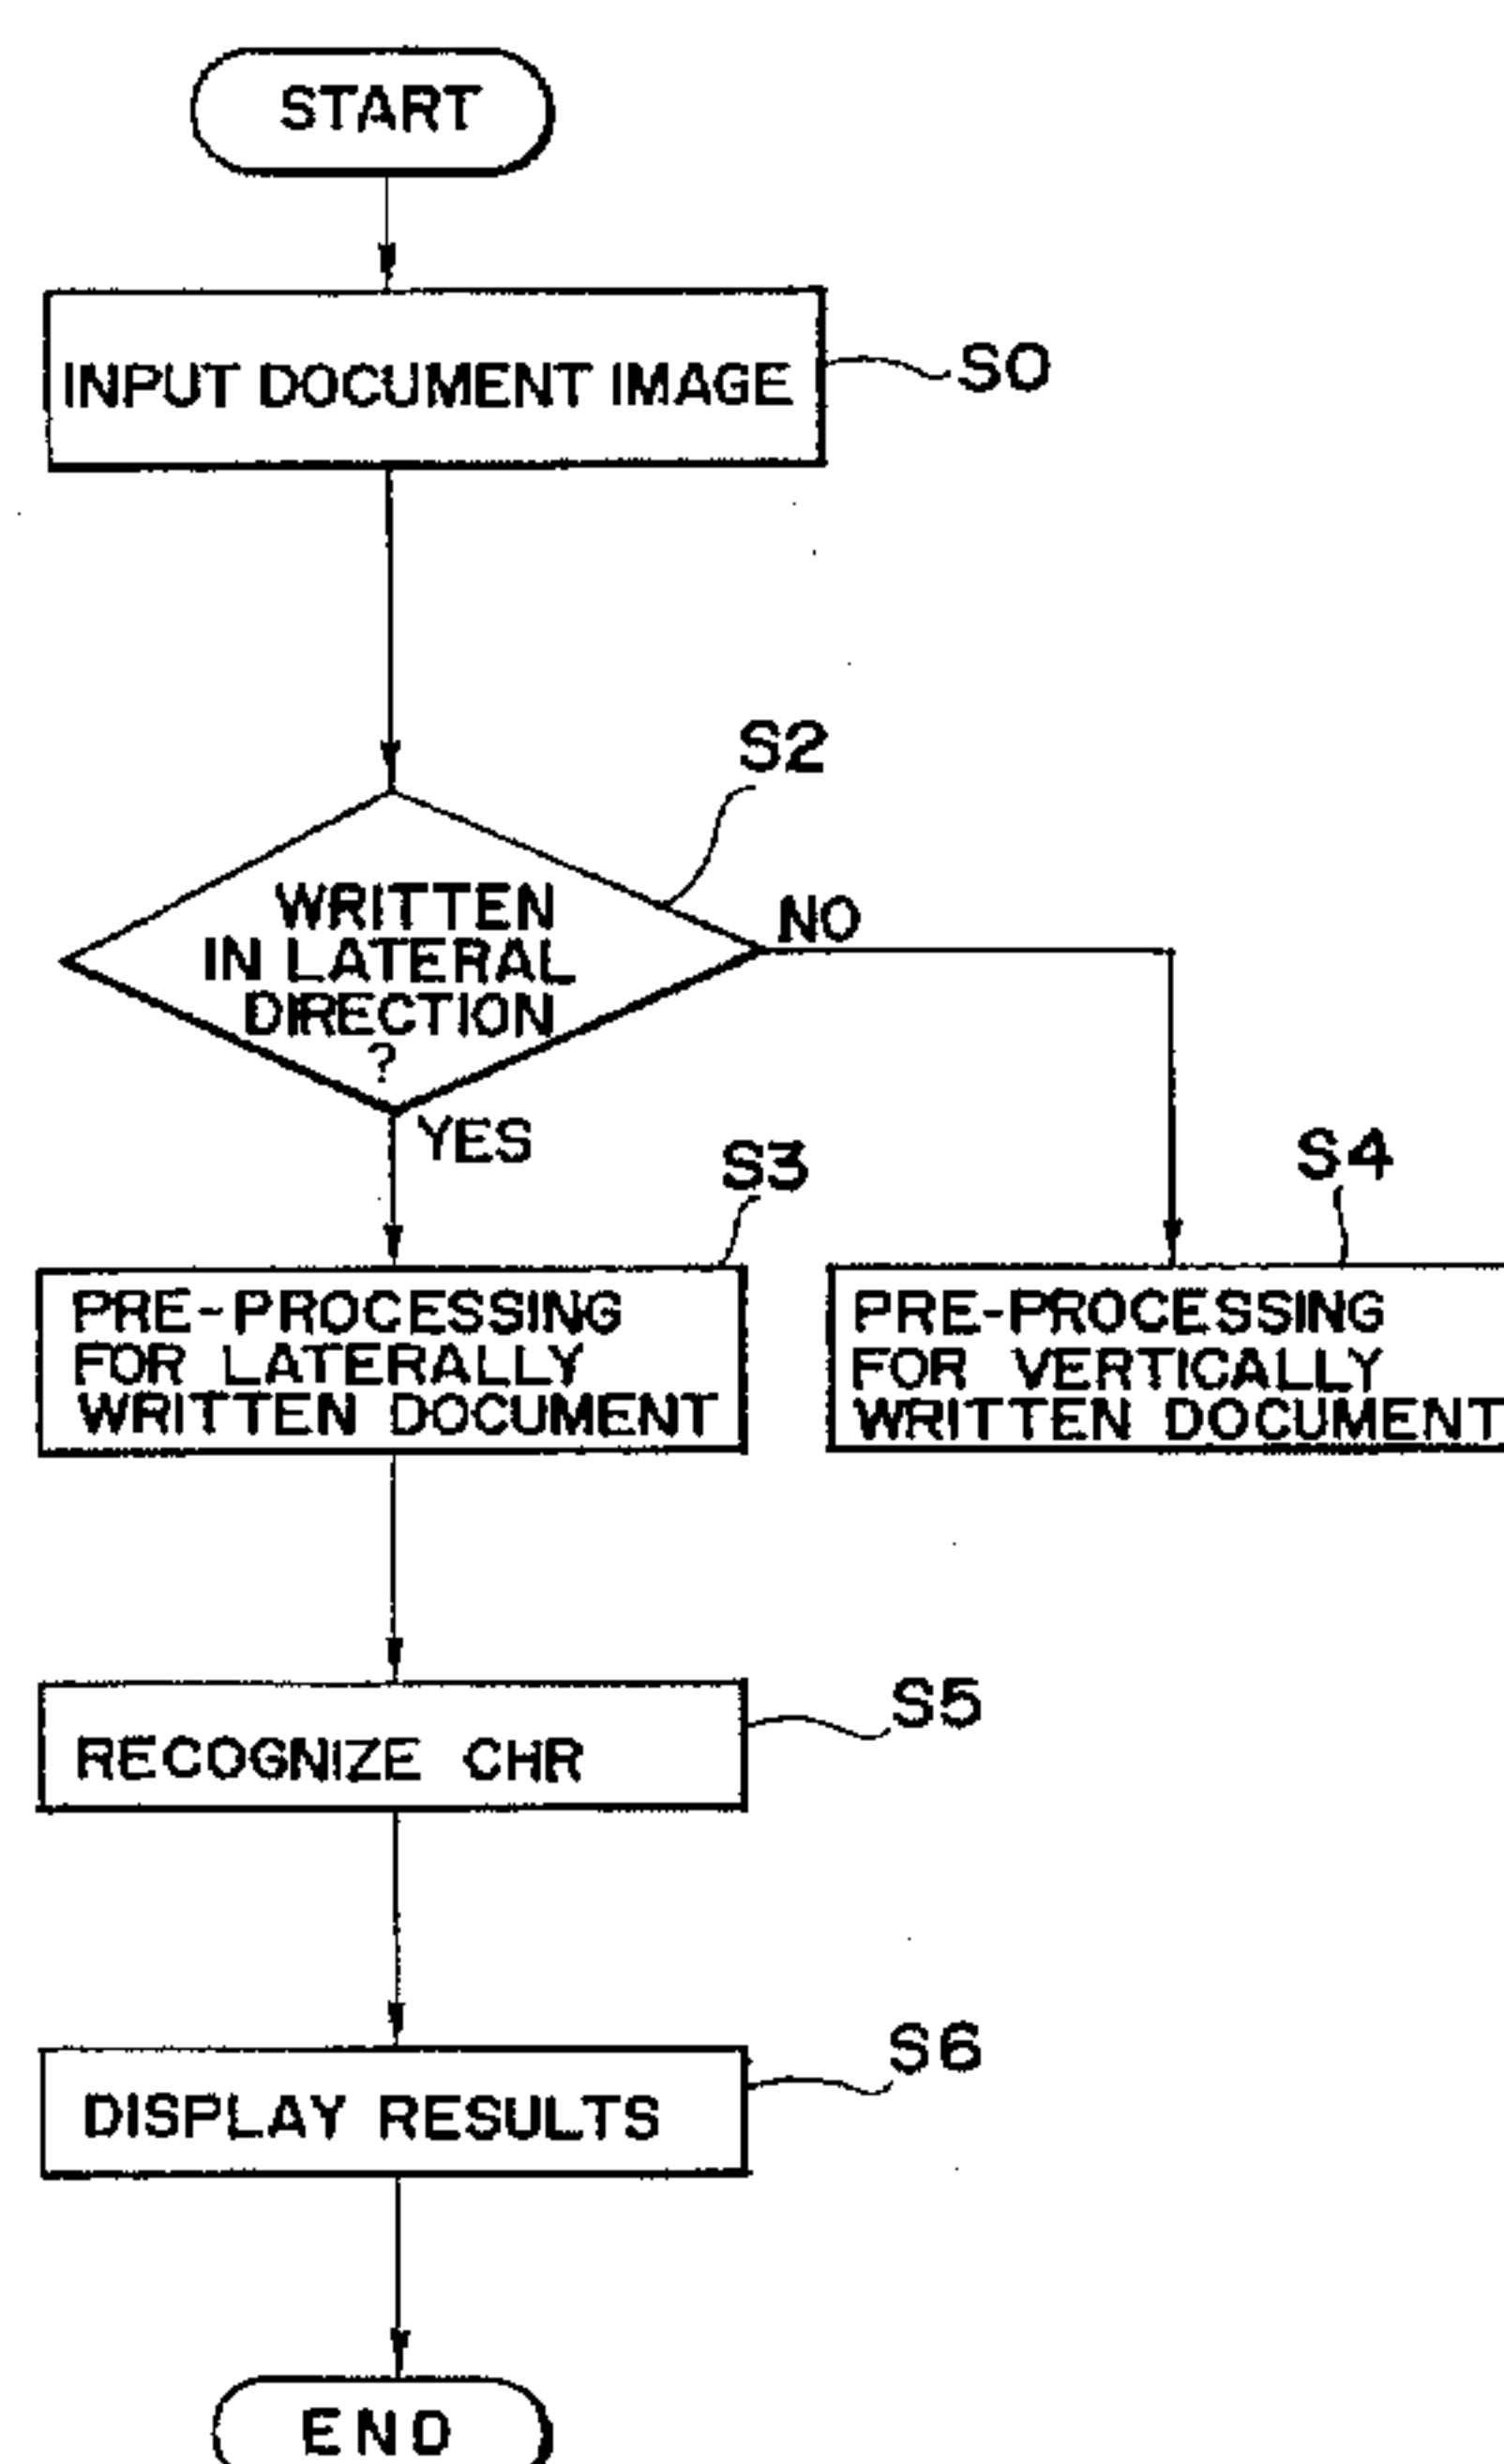 START
INPUT DOCUMENT IMAGE
S0
S2
WRITTEN
IN LATERAL
DIRECTION
?
NO
YES
S3
S4
PRE-PROCESSING
FOR LATERALLY
WRITTEN DOCUMENT
PRE-PROCESSING
FOR VERTICALLY
WRITTEN DOCUMENT
RECOGNIZE CHR
S5
DISPLAY RESULTS
S6
END